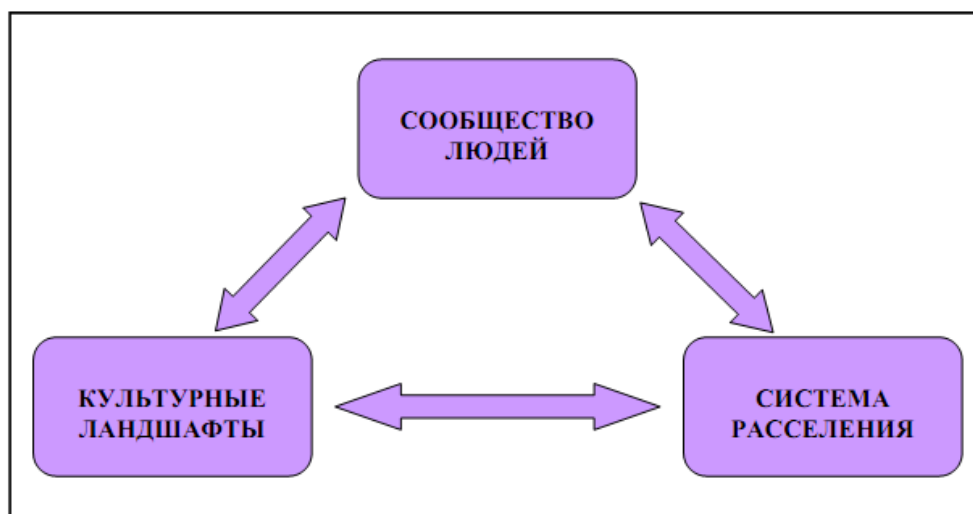 СООБЩЕСТВО
ЛЮДЕЙ
КУЛЬТУРНЫЕ
ЛАНДШАФТЫ
СИСТЕМА
РАССЕЛЕНИЯ